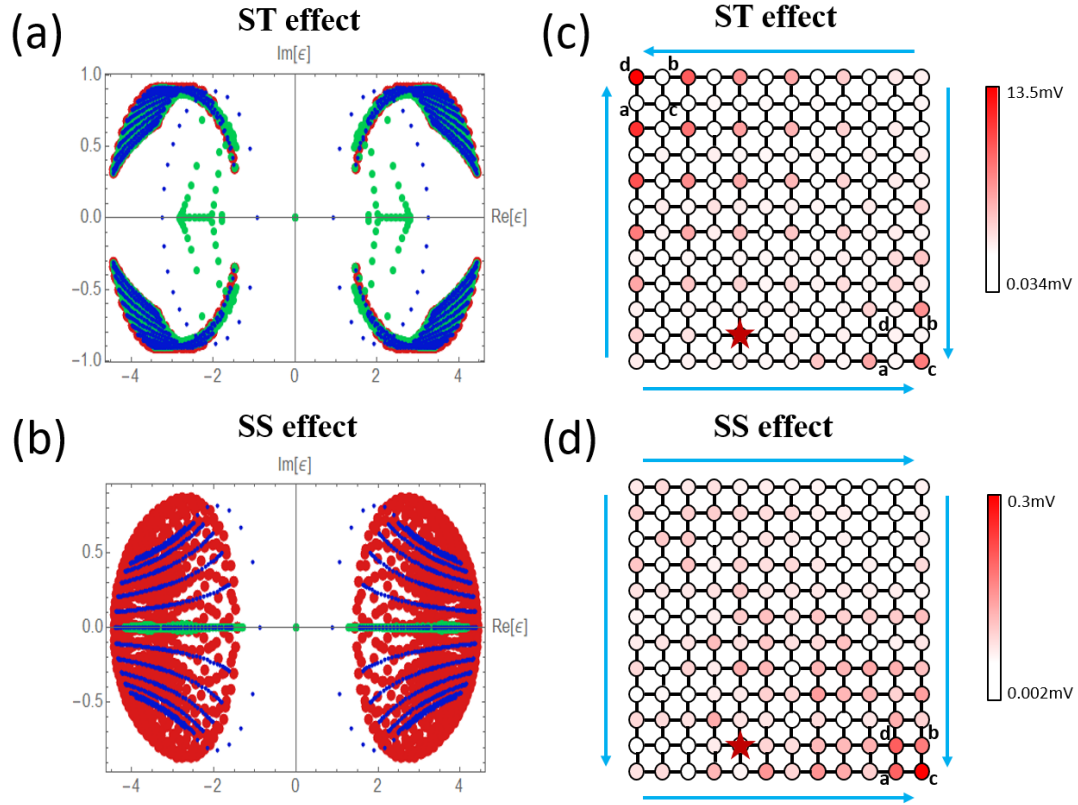 (a)
ST effect
Im[ϵ]
1.0
0.5
0.0
Re[ϵ]
−0.5
−1.0
−4
−2
0
2
4
(c)
ST effect
d
b
a
c
d
b
a
c
13.5mV
0.034mV
(b)
SS effect
Im[ϵ]
0.5
0.0
Re[ϵ]
−0.5
−4
−2
0
2
4
(d)
SS effect
d
b
a
c
0.3mV
0.002mV